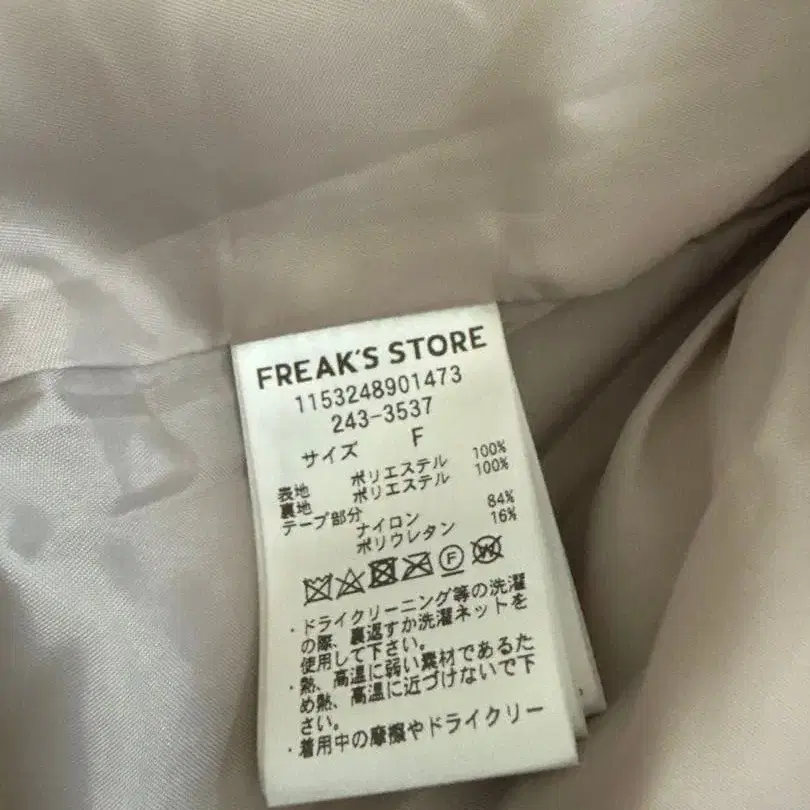 FREAK'S STORE
1153248901473
243-3537
サイズ F
表地 ポリエステル 100%
裏地 ポリエステル 100%
テープ部分
ナイロン 84%
ポリウレタン 16%
F W
・ドライクリーニング等の洗濯
の際、裏返すか洗濯ネットを
使用して下さい。
・熱、高温に弱い素材であるた
め熱、高温に近づけないで下
さい。
・着用中の摩擦やドライクリー